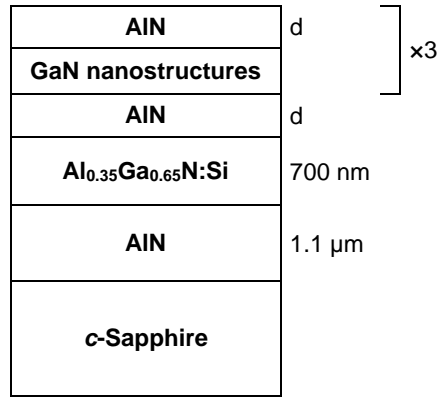 AlN d
GaN nanostructures
×3
AlN d
Al0.35Ga0.65N:Si 700 nm
AlN 1.1 µm
c-Sapphire